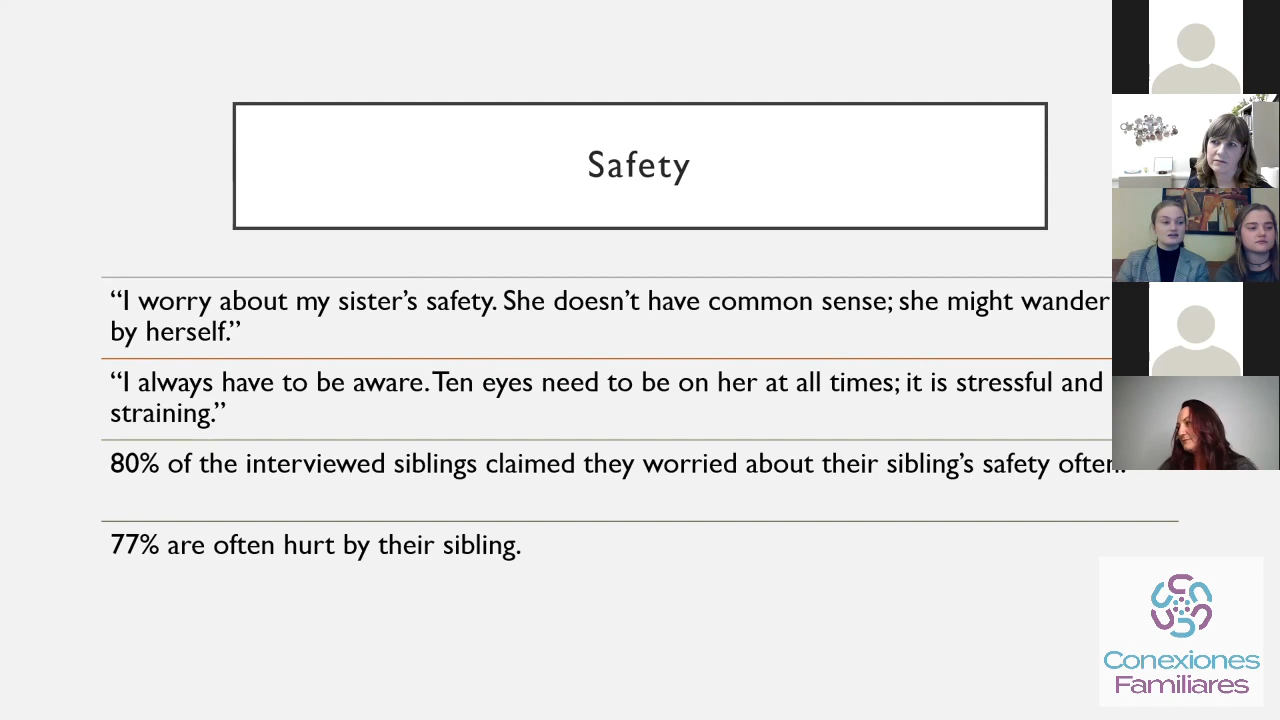 Safety
“I worry about my sister’s safety. She doesn’t have common sense; she might wander
by herself.”
“I always have to be aware. Ten eyes need to be on her at all times; it is stressful and
straining.”
80% of the interviewed siblings claimed they worried about their sibling’s safety often.
77% are often hurt by their sibling.
Conexiones
Familiares